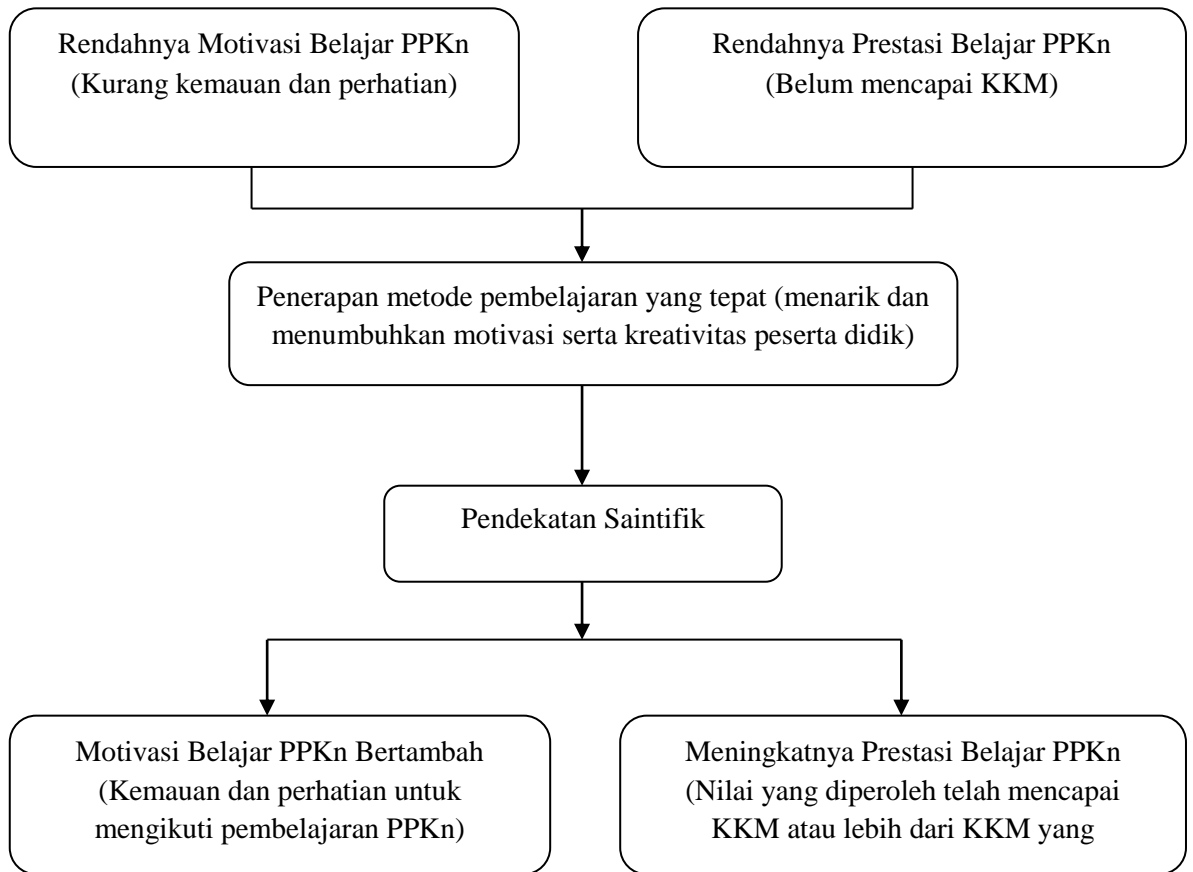 Rendahnya Motivasi Belajar PPKn
(Kurang kemauan dan perhatian)
Rendahnya Prestasi Belajar PPKn
(Belum mencapai KKM)
Penerapan metode pembelajaran yang tepat (menarik dan
menumbuhkan motivasi serta kreativitas peserta didik)
Pendekatan Saintifik
Motivasi Belajar PPKn Bertambah
(Kemauan dan perhatian untuk
mengikuti pembelajaran PPKn)
Meningkatnya Prestasi Belajar PPKn
(Nilai yang diperoleh telah mencapai
KKM atau lebih dari KKM yang